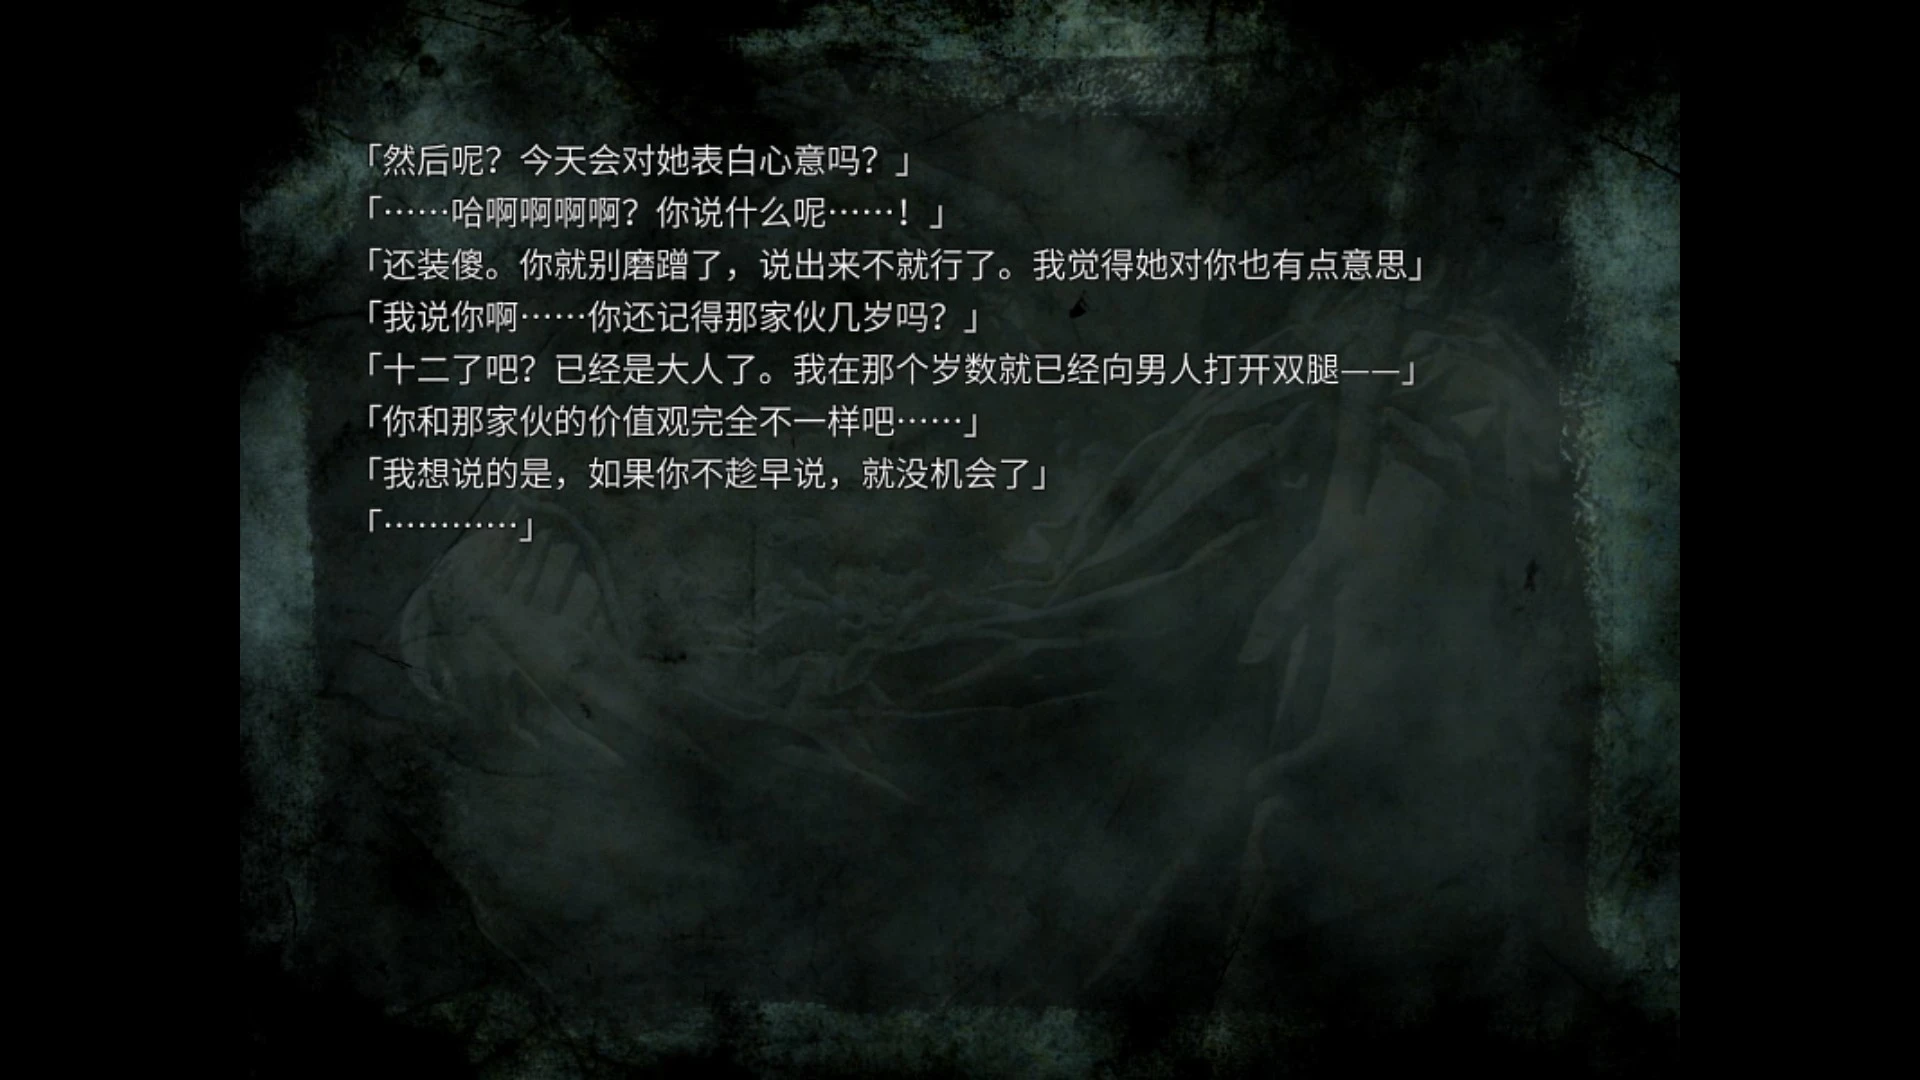 「然后呢？今天会对她表白心意吗？」
「……哈啊啊啊啊？你说什么呢……！」
「还装傻。你就别磨蹭了，说出来不就行了。我觉得她对你也有点意思」
「我说你啊……你还记得那家伙几岁吗？」
「十二了吧？已经是大人了。我在那个岁数就已经向男人打开双腿——」
「你和那家伙的价值观完全不一样吧……」
「我想说的是，如果你不趁早说，就没机会了」
「…………」